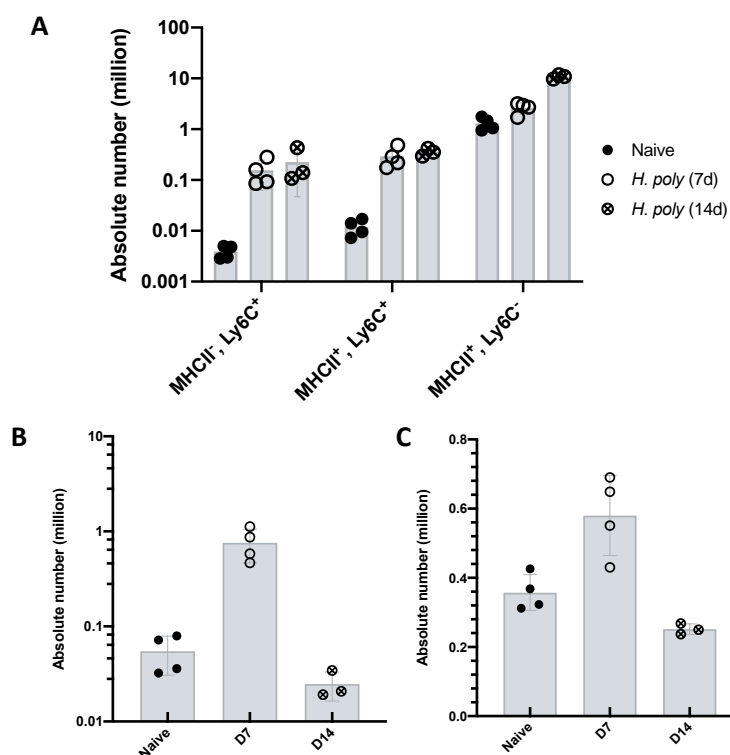 A
Absolute number (million)
100
10
1
0.1
0.01
0.001
MHCII⁻, Ly6C⁺
MHCII⁺, Ly6C⁺
MHCII⁺, Ly6C⁻
Naive
H. poly (7d)
H. poly (14d)
B
Absolute number (million)
10
1
0.1
0.01
Naive
D7
D14
C
Absolute number (million)
0.8
0.6
0.4
0.2
0.0
Naive
D7
D14